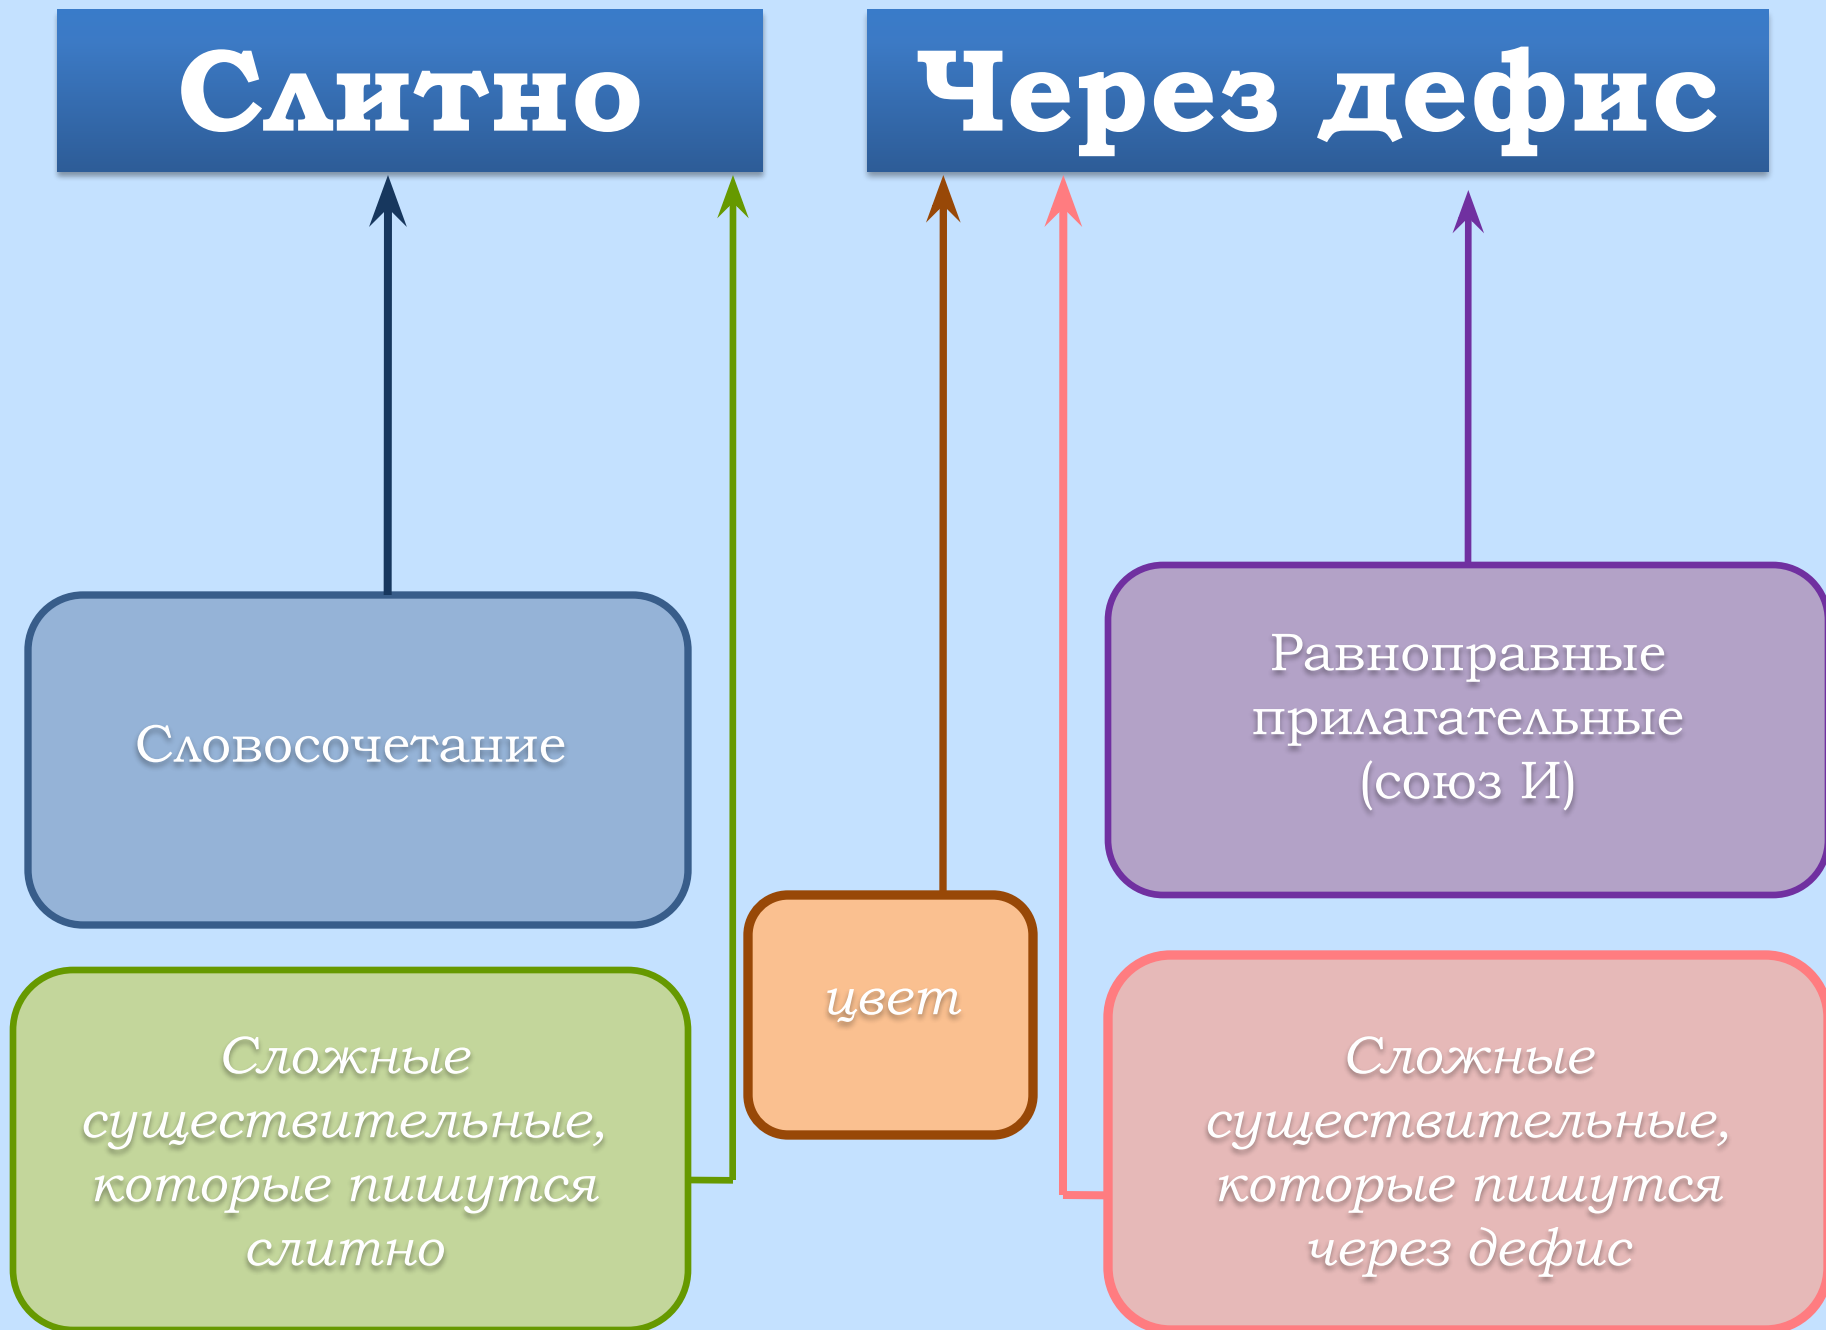 Слитно
Через дефис
Словосочетание
Равноправные
прилагательные
(союз И)
цвет
Сложные
существительные,
которые пишутся
слитно
Сложные
существительные,
которые пишутся
через дефис